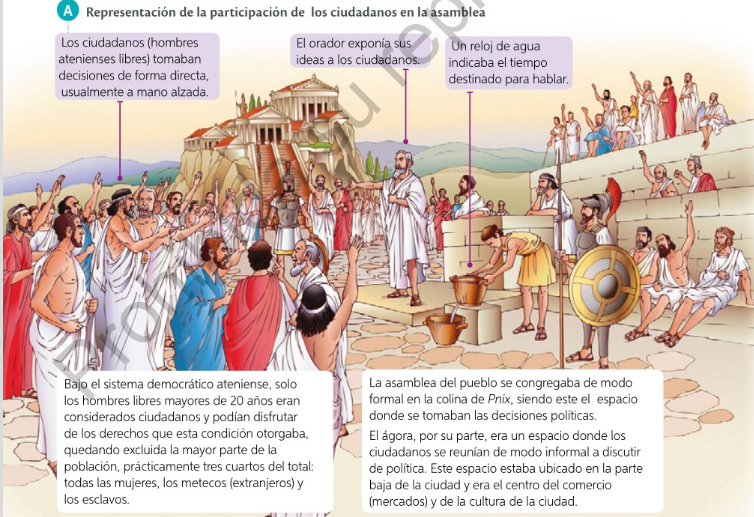 A Representación de la participación de los ciudadanos en la asamblea
Los ciudadanos (hombres
atenienses libres) tomaban
decisiones de forma directa,
usualmente a mano alzada.
El orador exponía sus
ideas a los ciudadanos.
Un reloj de agua
indicaba el tiempo
destinado para hablar.
Bajo el sistema democrático ateniense, solo
los hombres libres mayores de 20 años eran
considerados ciudadanos y podían disfrutar
de los derechos que esta condición otorgaba,
quedando excluida la mayor parte de la
población, prácticamente tres cuartos del total:
todas las mujeres, los metecos (extranjeros) y
los esclavos.
La asamblea del pueblo se congregaba de modo
formal en la colina de Pnix, siendo este el espacio
donde se tomaban las decisiones políticas.
El ágora, por su parte, era un espacio donde los
ciudadanos se reunían de modo informal a discutir
de política. Este espacio estaba ubicado en la parte
baja de la ciudad y era el centro del comercio
(mercados) y de la cultura de la ciudad.